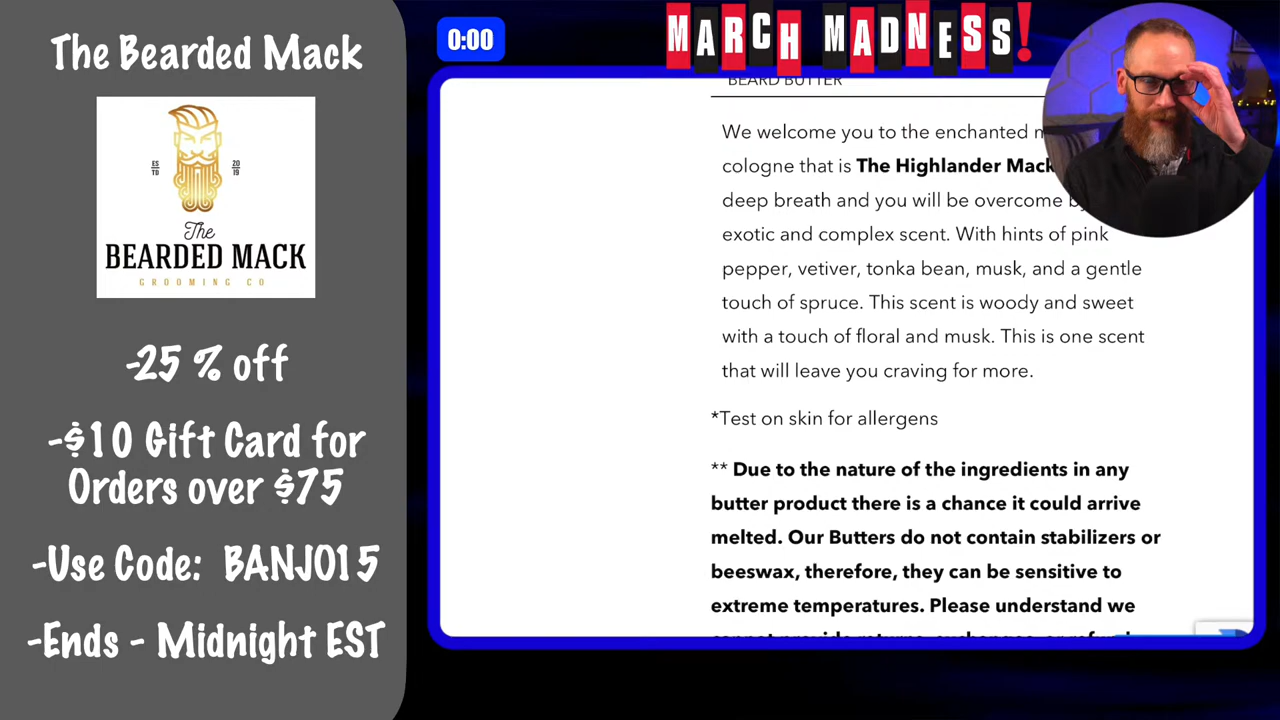 The Bearded Mack
ES
TD
20
19
The
BEARDED MACK
GROOMING CO
-25 % off
-$10 Gift Card for
Orders over $75
-Use Code: BANJO15
-Ends - Midnight EST
0:00
MARCH MADNESS!
BEARD BUTTER
We welcome you to the enchanted
cologne that is The Highlander Mack
deep breath and you will be overcome
exotic and complex scent. With hints of pink
pepper, vetiver, tonka bean, musk, and a gentle
touch of spruce. This scent is woody and sweet
with a touch of floral and musk. This is one scent
that will leave you craving for more.
*Test on skin for allergens
** Due to the nature of the ingredients in any
butter product there is a chance it could arrive
melted. Our Butters do not contain stabilizers or
beeswax, therefore, they can be sensitive to
extreme temperatures. Please understand we
cannot provide returns, exchanges, or